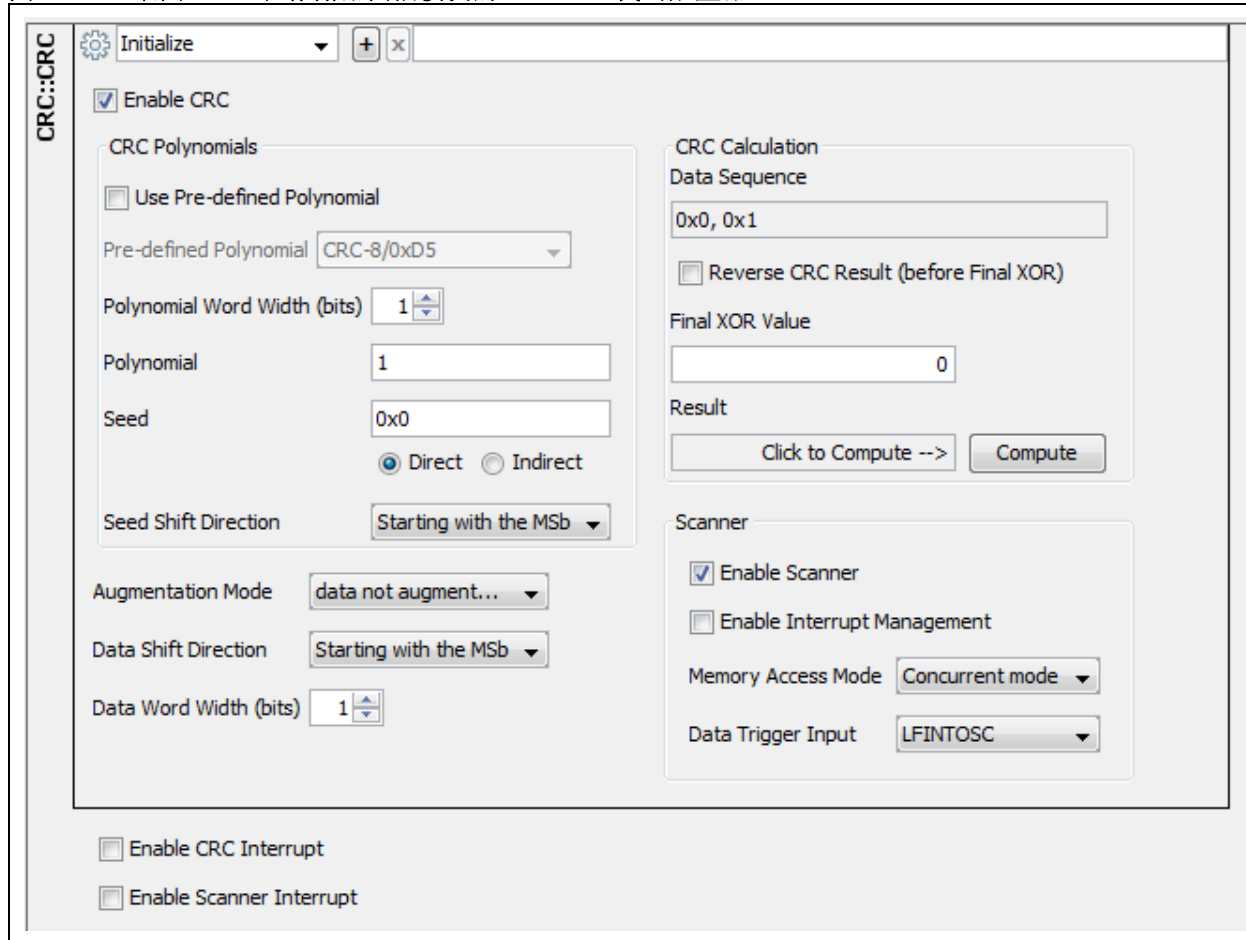 CRC::CRC
Initialize
+
x
Enable CRC
CRC Polynomials
Use Pre-defined Polynomial
Pre-defined Polynomial CRC-8/0xD5
Polynomial Word Width (bits) 1
Polynomial 1
Seed 0x0
Direct Indirect
Seed Shift Direction Starting with the MSb
Augmentation Mode data not augment...
Data Shift Direction Starting with the MSb
Data Word Width (bits) 1
CRC Calculation
Data Sequence
0x0, 0x1
Reverse CRC Result (before Final XOR)
Final XOR Value
0
Result
Click to Compute --> Compute
Scanner
Enable Scanner
Enable Interrupt Management
Memory Access Mode Concurrent mode
Data Trigger Input LFINTOSC
Enable CRC Interrupt
Enable Scanner Interrupt